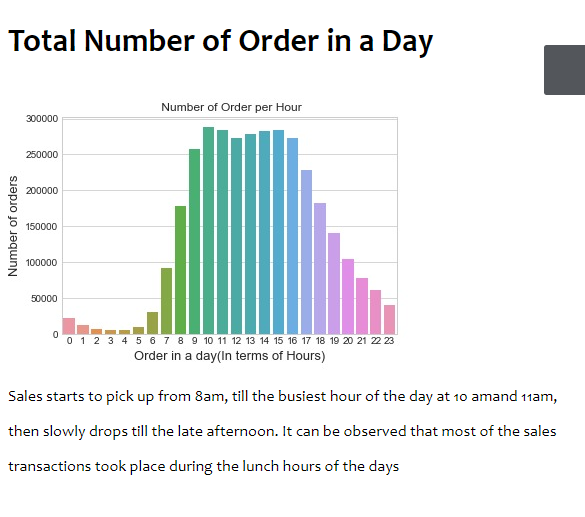 Total Number of Order in a Day
Number of Order per Hour
300000
250000
200000
150000
100000
50000
0
Number of orders
0 1 2 3 4 5 6 7 8 9 10 11 12 13 14 15 16 17 18 19 20 21 22 23
Order in a day(In terms of Hours)
Sales starts to pick up from 8am, till the busiest hour of the day at 10 amand 11am,
then slowly drops till the late afternoon. It can be observed that most of the sales
transactions took place during the lunch hours of the days